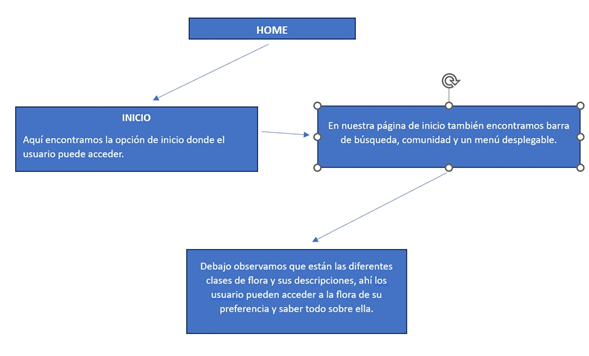 HOME
INICIO
Aquí encontramos la opción de inicio donde el
usuario puede acceder.
En nuestra página de inicio también encontramos barra
de búsqueda, comunidad y un menú desplegable.
Debajo observamos que están las diferentes
clases de flora y sus descripciones, ahí los
usuario pueden acceder a la flora de su
preferencia y saber todo sobre ella.